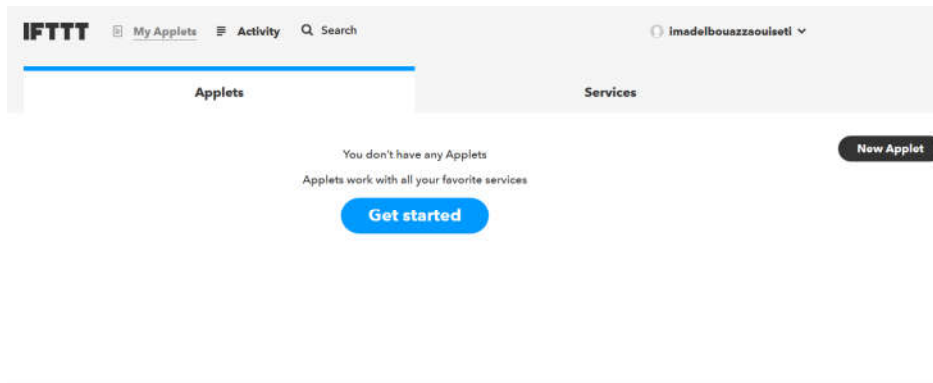 IFTTT My Applets Activity Search imadelbouazzaouiseti
Applets Services
You don't have any Applets
New Applet
Applets work with all your favorite services
Get started